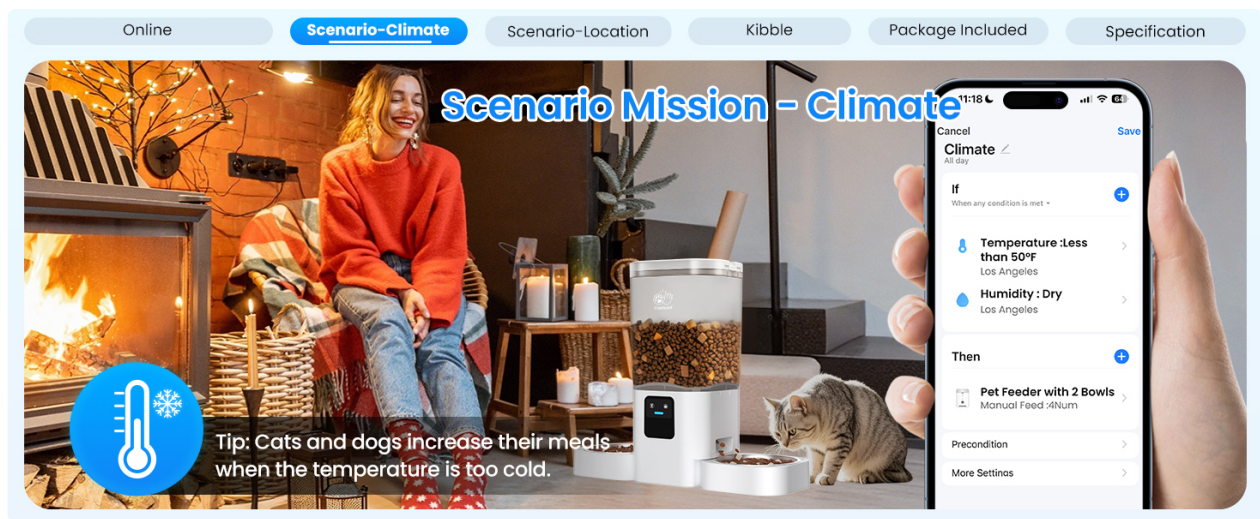 Online
Scenario-Climate
Scenario-Location
Kibble
Package Included
Specification
Scenario Mission - Climate
11:18
64
Cancel
Save
Climate
All day
If
When any condition is met
Temperature :Less
than 50°F
Los Angeles
Humidity : Dry
Los Angeles
Then
Pet Feeder with 2 Bowls
Manual Feed :4Num
Precondition
More Settings
Tip: Cats and dogs increase their meals
when the temperature is too cold.